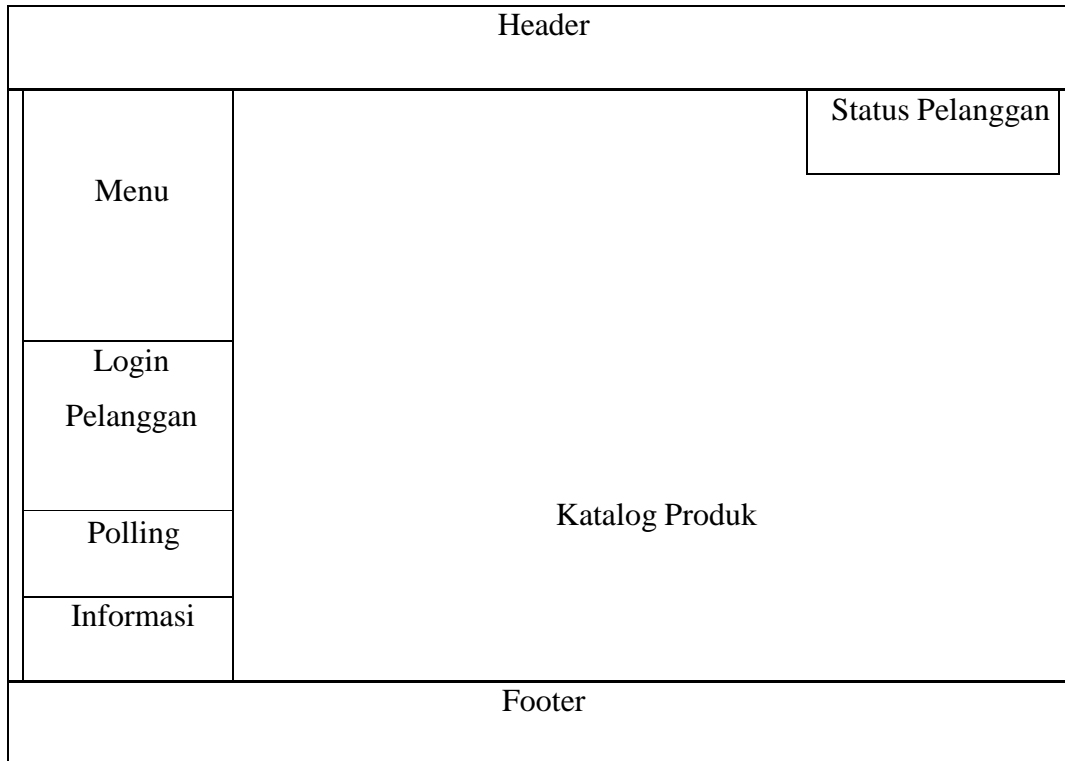 Header
Status Pelanggan
Menu
Login
Pelanggan
Polling
Informasi
Katalog Produk
Footer